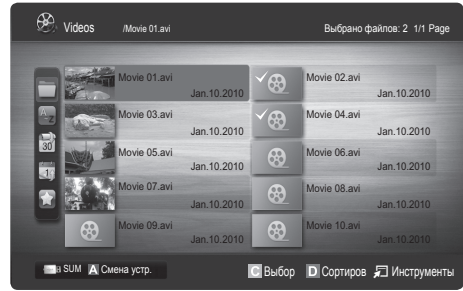 Videos /Movie 01.avi Выбрано файлов: 2 1/1 Page
Movie 01.avi Movie 02.avi
Jan.10.2010 Jan.10.2010
Movie 03.avi Movie 04.avi
Jan.10.2010 Jan.10.2010
Movie 05.avi Movie 06.avi
Jan.10.2010 Jan.10.2010
Movie 07.avi Movie 08.avi
Jan.10.2010 Jan.10.2010
Movie 09.avi Movie 10.avi
Jan.10.2010 Jan.10.2010
SUM A Смена устр. C Выбор D Сортиров Инструменты